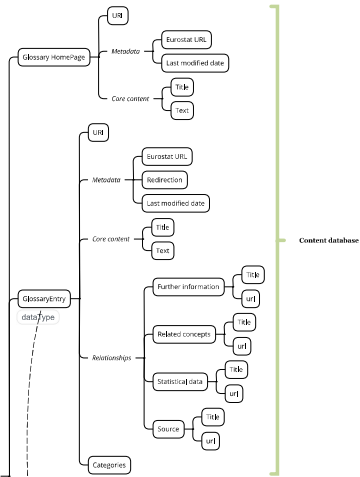 URI
Glossary HomePage
Metadata
Eurostat URL
Last modified date
Core content
Title
Text
URI
Metadata
Eurostat URL
Redirection
Last modified date
Core content
Title
Text
Content database
GlossaryEntry
dataType
Relationships
Further information
Title
url
Related concepts
Title
url
Statistical data
Title
url
Source
Title
url
Categories